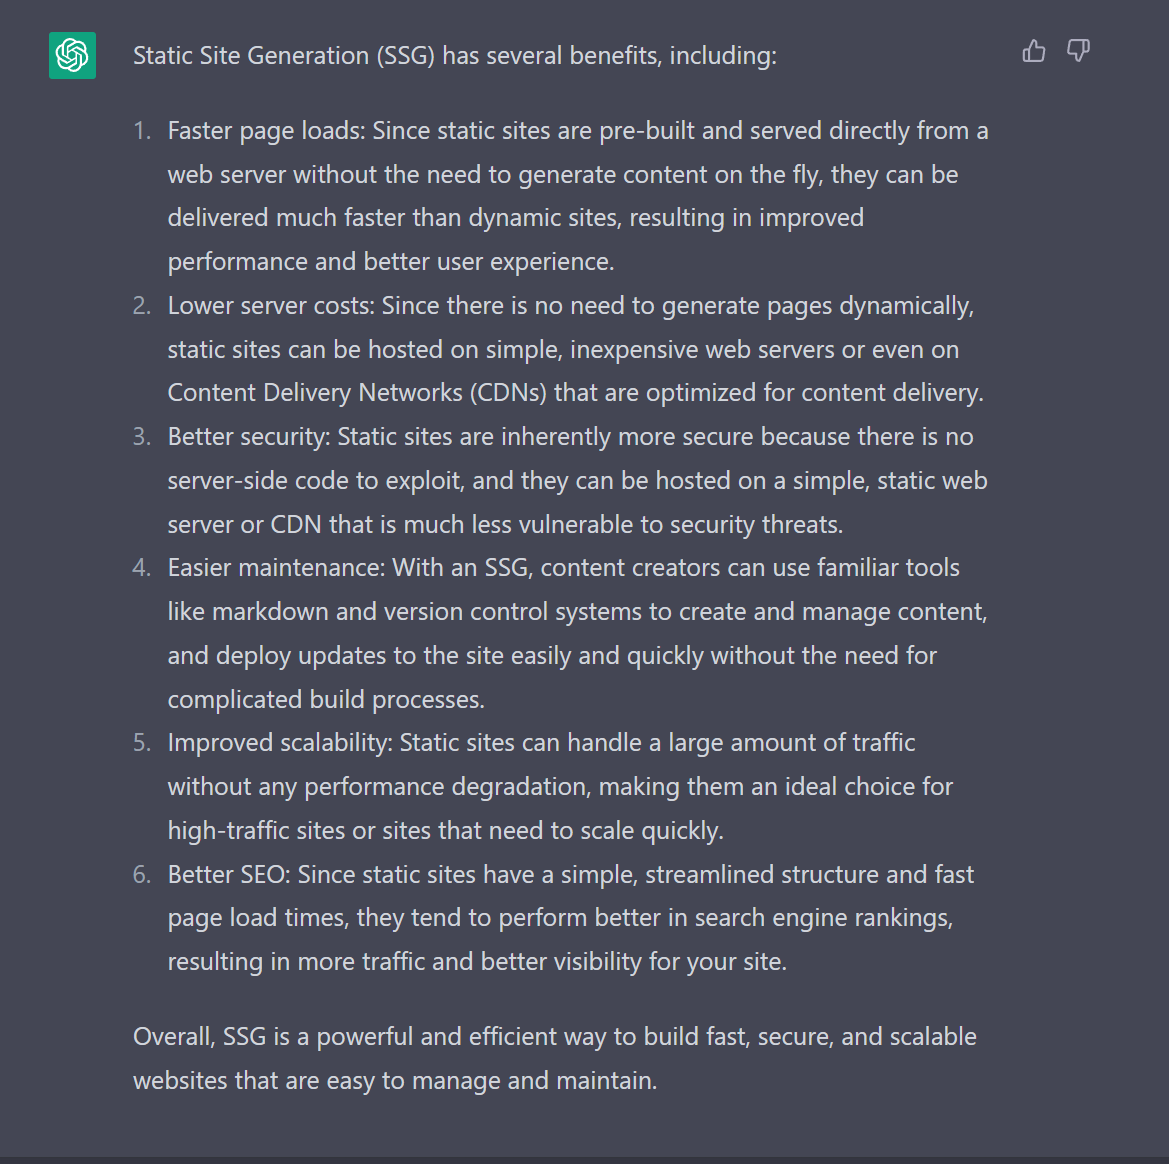 Static Site Generation (SSG) has several benefits, including:
1. Faster page loads: Since static sites are pre-built and served directly from a
web server without the need to generate content on the fly, they can be
delivered much faster than dynamic sites, resulting in improved
performance and better user experience.
2. Lower server costs: Since there is no need to generate pages dynamically,
static sites can be hosted on simple, inexpensive web servers or even on
Content Delivery Networks (CDNs) that are optimized for content delivery.
3. Better security: Static sites are inherently more secure because there is no
server-side code to exploit, and they can be hosted on a simple, static web
server or CDN that is much less vulnerable to security threats.
4. Easier maintenance: With an SSG, content creators can use familiar tools
like markdown and version control systems to create and manage content,
and deploy updates to the site easily and quickly without the need for
complicated build processes.
5. Improved scalability: Static sites can handle a large amount of traffic
without any performance degradation, making them an ideal choice for
high-traffic sites or sites that need to scale quickly.
6. Better SEO: Since static sites have a simple, streamlined structure and fast
page load times, they tend to perform better in search engine rankings,
resulting in more traffic and better visibility for your site.
Overall, SSG is a powerful and efficient way to build fast, secure, and scalable
websites that are easy to manage and maintain.